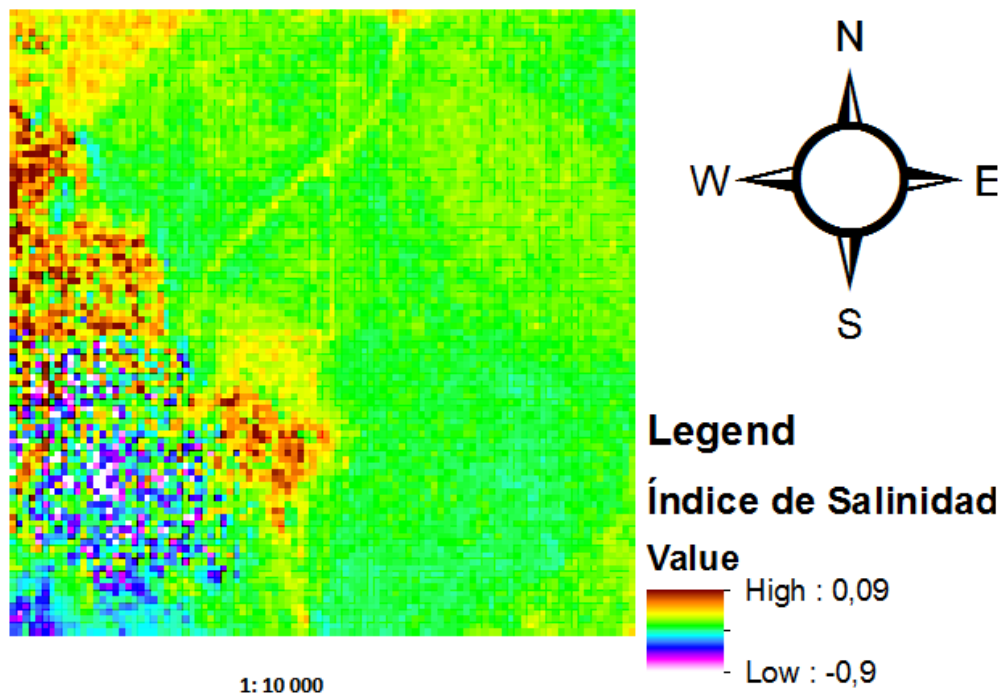 N
W E
S
Legend
Índice de Salinidad
Value
High : 0,09
Low : -0,9
1: 10 000